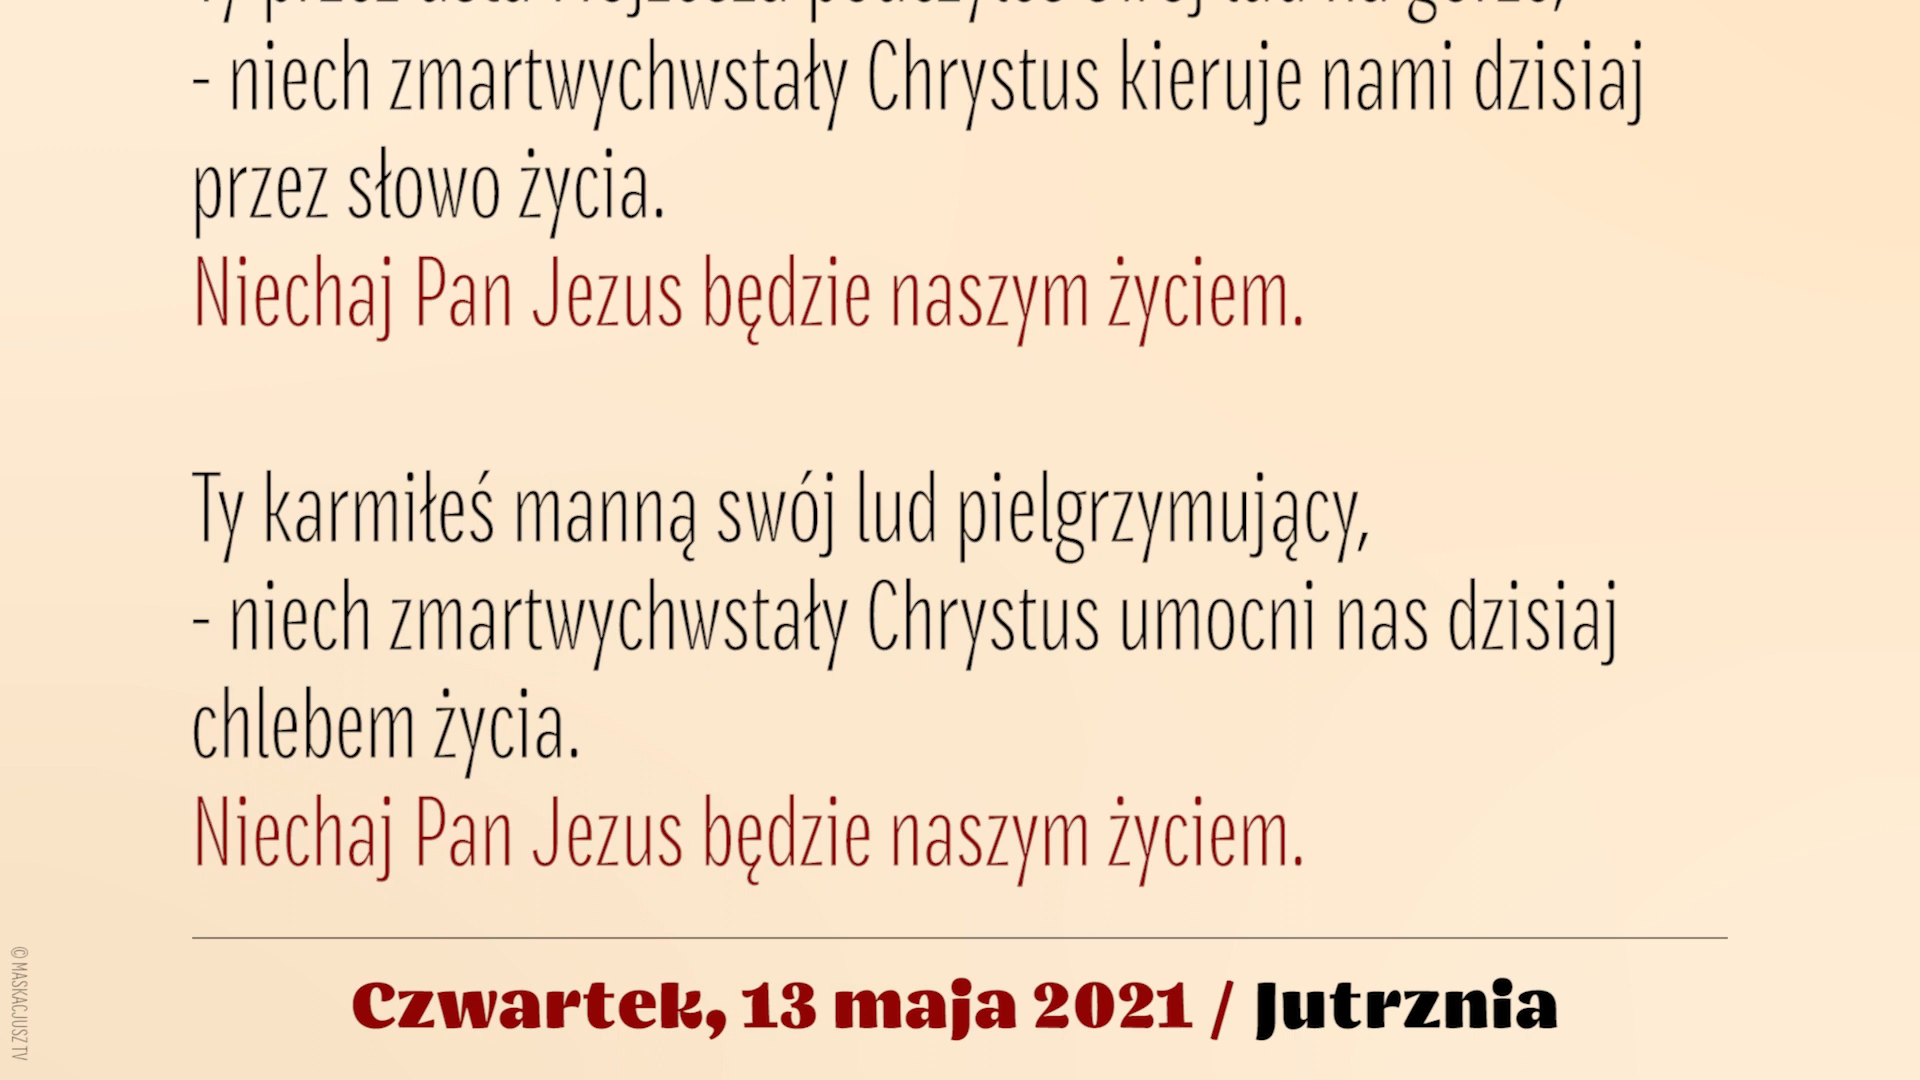 - niech zmartwychwstały Chrystus kieruje nami dzisiaj
przez słowo życia.
Niechaj Pan Jezus będzie naszym życiem.
Ty karmiłeś manną swój lud pielgrzymujący,
- niech zmartwychwstały Chrystus umocni nas dzisiaj
chlebem życia.
Niechaj Pan Jezus będzie naszym życiem.
Czwartek, 13 maja 2021 / Jutrznia
© MASKACJUSZ TV